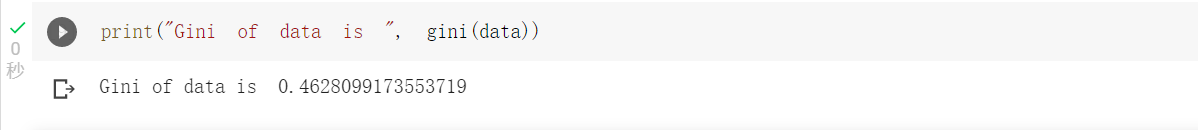 print("Gini of data is ", gini(data))
0
秒
Gini of data is 0.4628099173553719